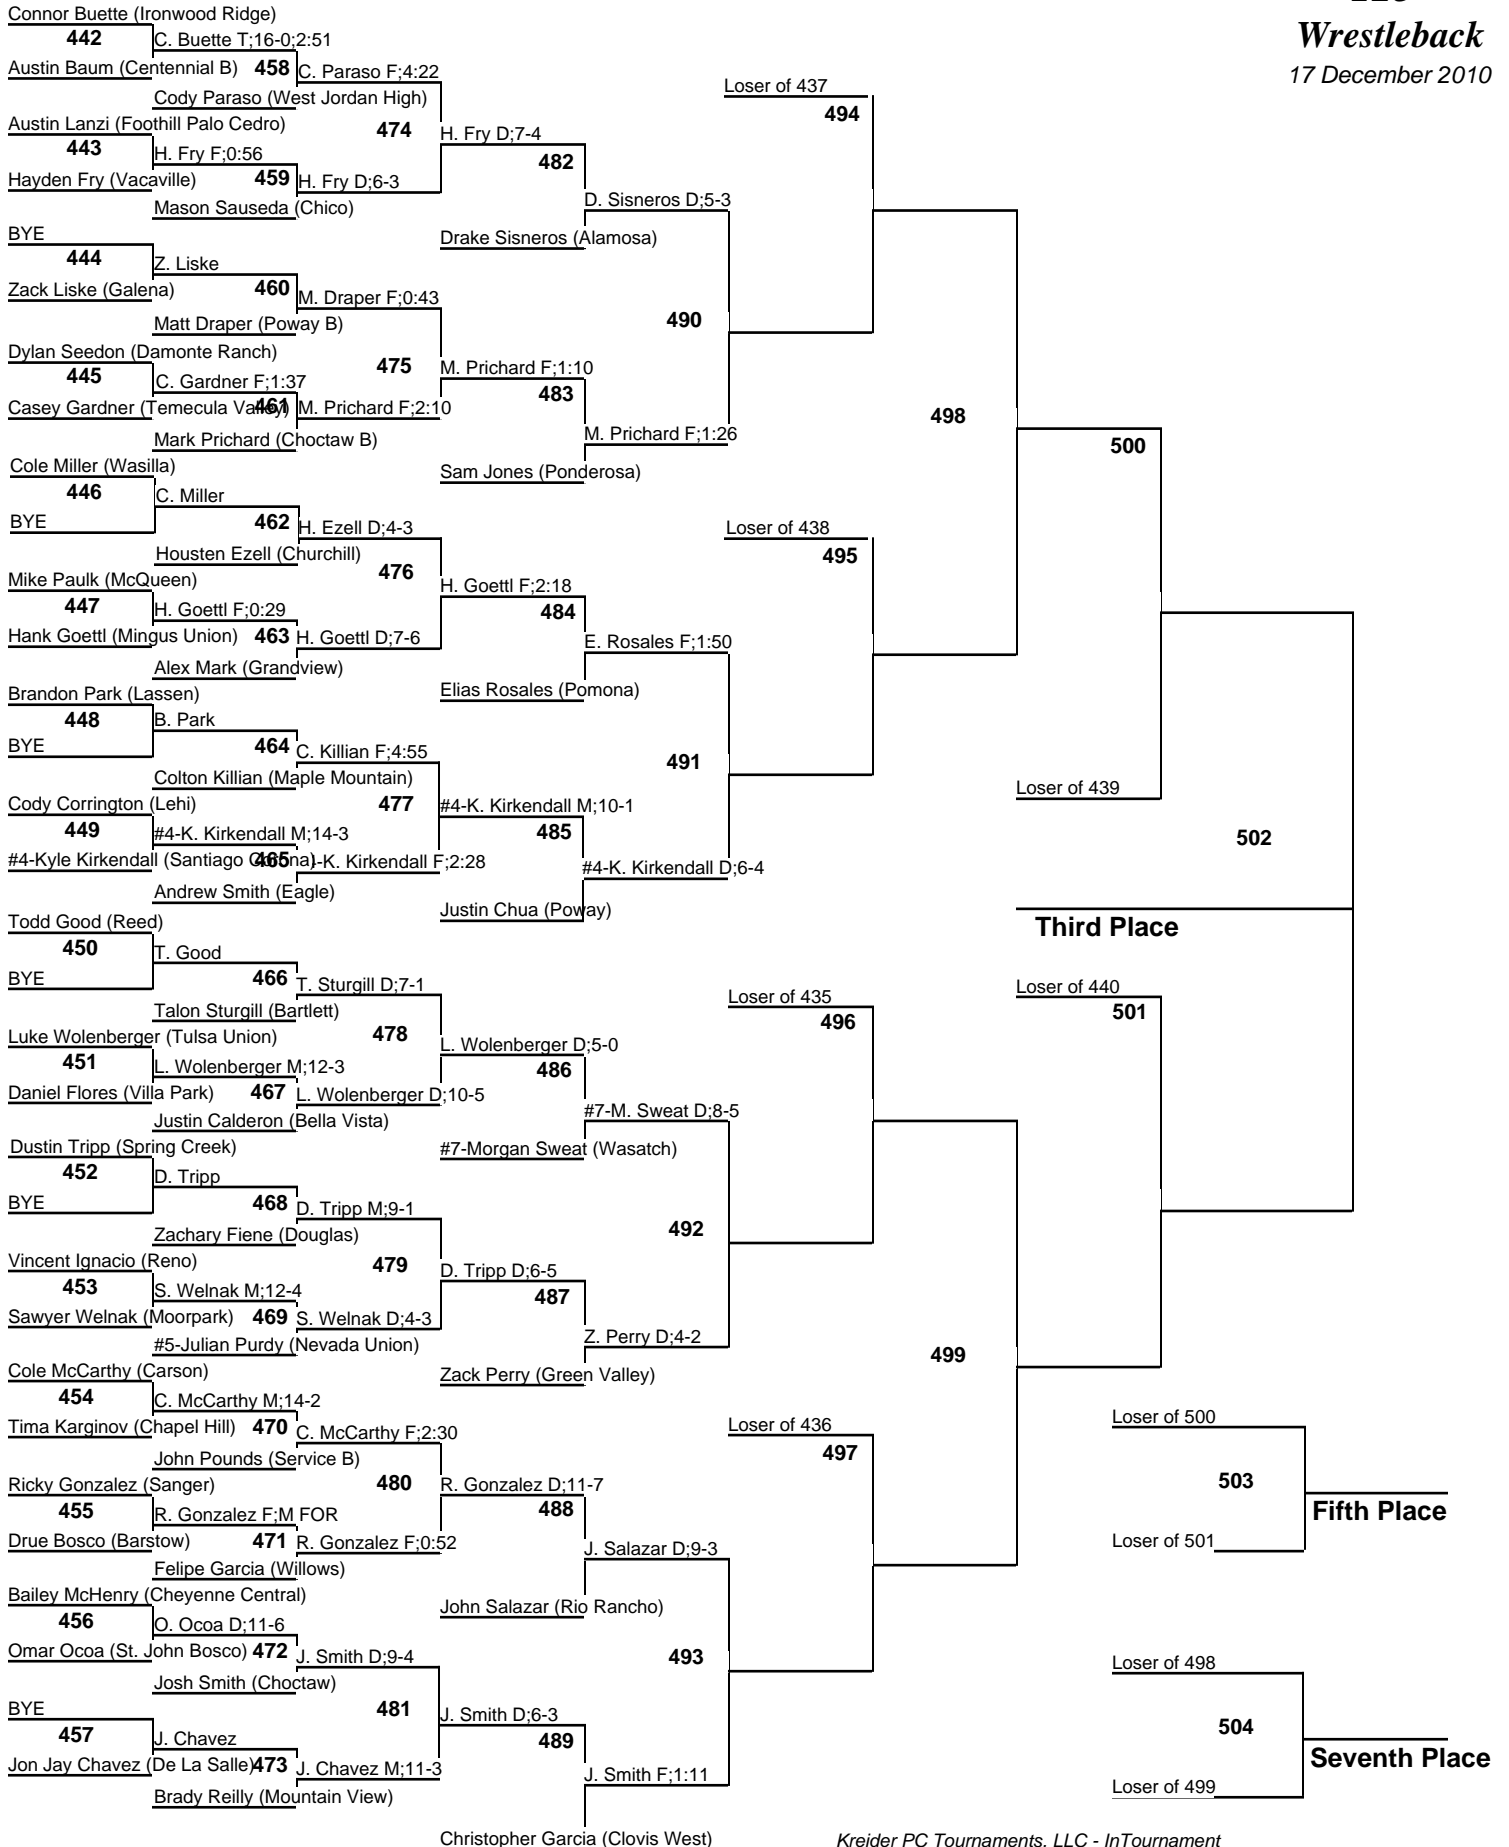 Wrestleback
17 December 2010
Connor Buette (Ironwood Ridge)
442
C. Buette T;16-0;2:51
Austin Baum (Centennial B)
458
C. Paraso F;4:22
Cody Paraso (West Jordan High)
Austin Lanzi (Foothill Palo Cedro)
474
H. Fry D;7-4
443
H. Fry F;0:56
Hayden Fry (Vacaville)
459
H. Fry D;6-3
Mason Sauseda (Chico)
482
D. Sisneros D;5-3
Drake Sisneros (Alamosa)
Loser of 437
494
BYE
444
Z. Liske
Zack Liske (Galena)
460
M. Draper F;0:43
Matt Draper (Poway B)
490
Dylan Seedon (Damonte Ranch)
475
M. Prichard F;1:10
445
C. Gardner F;1:37
Casey Gardner (Temecula Valley)
461
M. Prichard F;2:10
Mark Prichard (Choctaw B)
483
M. Prichard F;1:26
Sam Jones (Ponderosa)
498
500
Cole Miller (Wasilla)
446
C. Miller
BYE
462
H. Ezell D;4-3
Housten Ezell (Churchill)
Loser of 438
495
Mike Paulk (McQueen)
476
H. Goettl F;2:18
447
H. Goettl F;0:29
Hank Goettl (Mingus Union)
463
H. Goettl D;7-6
Alex Mark (Grandview)
484
E. Rosales F;1:50
Elias Rosales (Pomona)
Brandon Park (Lassen)
448
B. Park
BYE
464
C. Killian F;4:55
Colton Killian (Maple Mountain)
491
Loser of 439
Cody Corrington (Lehi)
477
#4-K. Kirkendall M;10-1
449
#4-K. Kirkendall M;14-3
#4-Kyle Kirkendall (Santiago Corona)
465
-K. Kirkendall F;2:28
Andrew Smith (Eagle)
485
#4-K. Kirkendall D;6-4
Justin Chua (Poway)
502
Third Place
Todd Good (Reed)
450
T. Good
BYE
466
T. Sturgill D;7-1
Talon Sturgill (Bartlett)
Loser of 435
496
Loser of 440
501
Luke Wolenberger (Tulsa Union)
478
L. Wolenberger D;5-0
451
L. Wolenberger M;12-3
Daniel Flores (Villa Park)
467
L. Wolenberger D;10-5
Justin Calderon (Bella Vista)
486
#7-M. Sweat D;8-5
#7-Morgan Sweat (Wasatch)
Dustin Tripp (Spring Creek)
452
D. Tripp
BYE
468
D. Tripp M;9-1
Zachary Fiene (Douglas)
492
Vincent Ignacio (Reno)
479
D. Tripp D;6-5
453
S. Welnak M;12-4
Sawyer Welnak (Moorpark)
469
S. Welnak D;4-3
#5-Julian Purdy (Nevada Union)
487
Z. Perry D;4-2
Zack Perry (Green Valley)
499
Cole McCarthy (Carson)
454
C. McCarthy M;14-2
Tima Karginov (Chapel Hill)
470
C. McCarthy F;2:30
John Pounds (Service B)
Loser of 436
497
Loser of 500
503
Fifth Place
Loser of 501
Ricky Gonzalez (Sanger)
480
R. Gonzalez D;11-7
455
R. Gonzalez F;M FOR
Drue Bosco (Barstow)
471
R. Gonzalez F;0:52
Felipe Garcia (Willows)
488
J. Salazar D;9-3
John Salazar (Rio Rancho)
Bailey McHenry (Cheyenne Central)
456
O. Ocoa D;11-6
Omar Ocoa (St. John Bosco)
472
J. Smith D;9-4
Josh Smith (Choctaw)
493
Loser of 498
504
Seventh Place
Loser of 499
BYE
481
J. Smith D;6-3
457
J. Chavez
Jon Jay Chavez (De La Salle)
473
J. Chavez M;11-3
Brady Reilly (Mountain View)
489
J. Smith F;1:11
Christopher Garcia (Clovis West)
Kreider PC Tournaments, LLC - InTournament